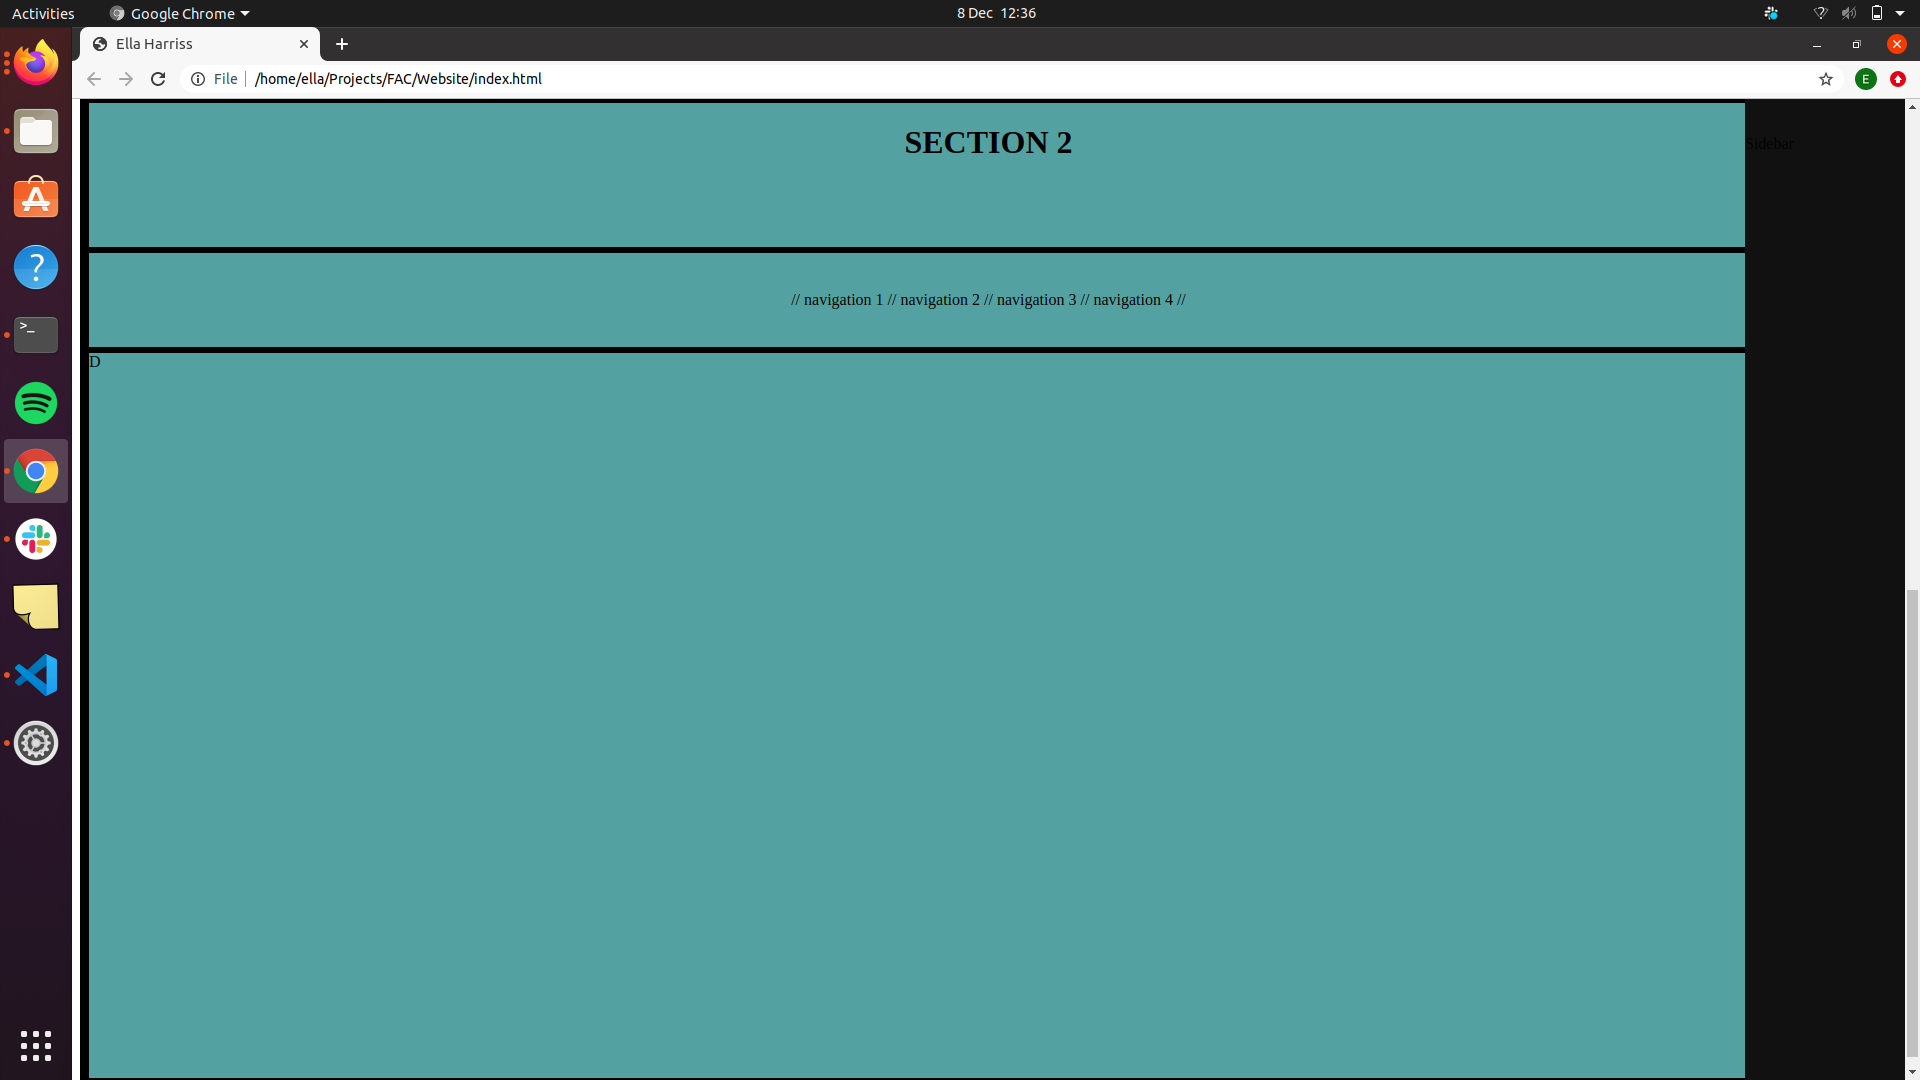 Activities
Google Chrome
8 Dec 12:36
Ella Harriss
File
/home/ella/Projects/FAC/Website/index.html
E
SECTION 2
Sidebar
// navigation 1 // navigation 2 // navigation 3 // navigation 4 //
D